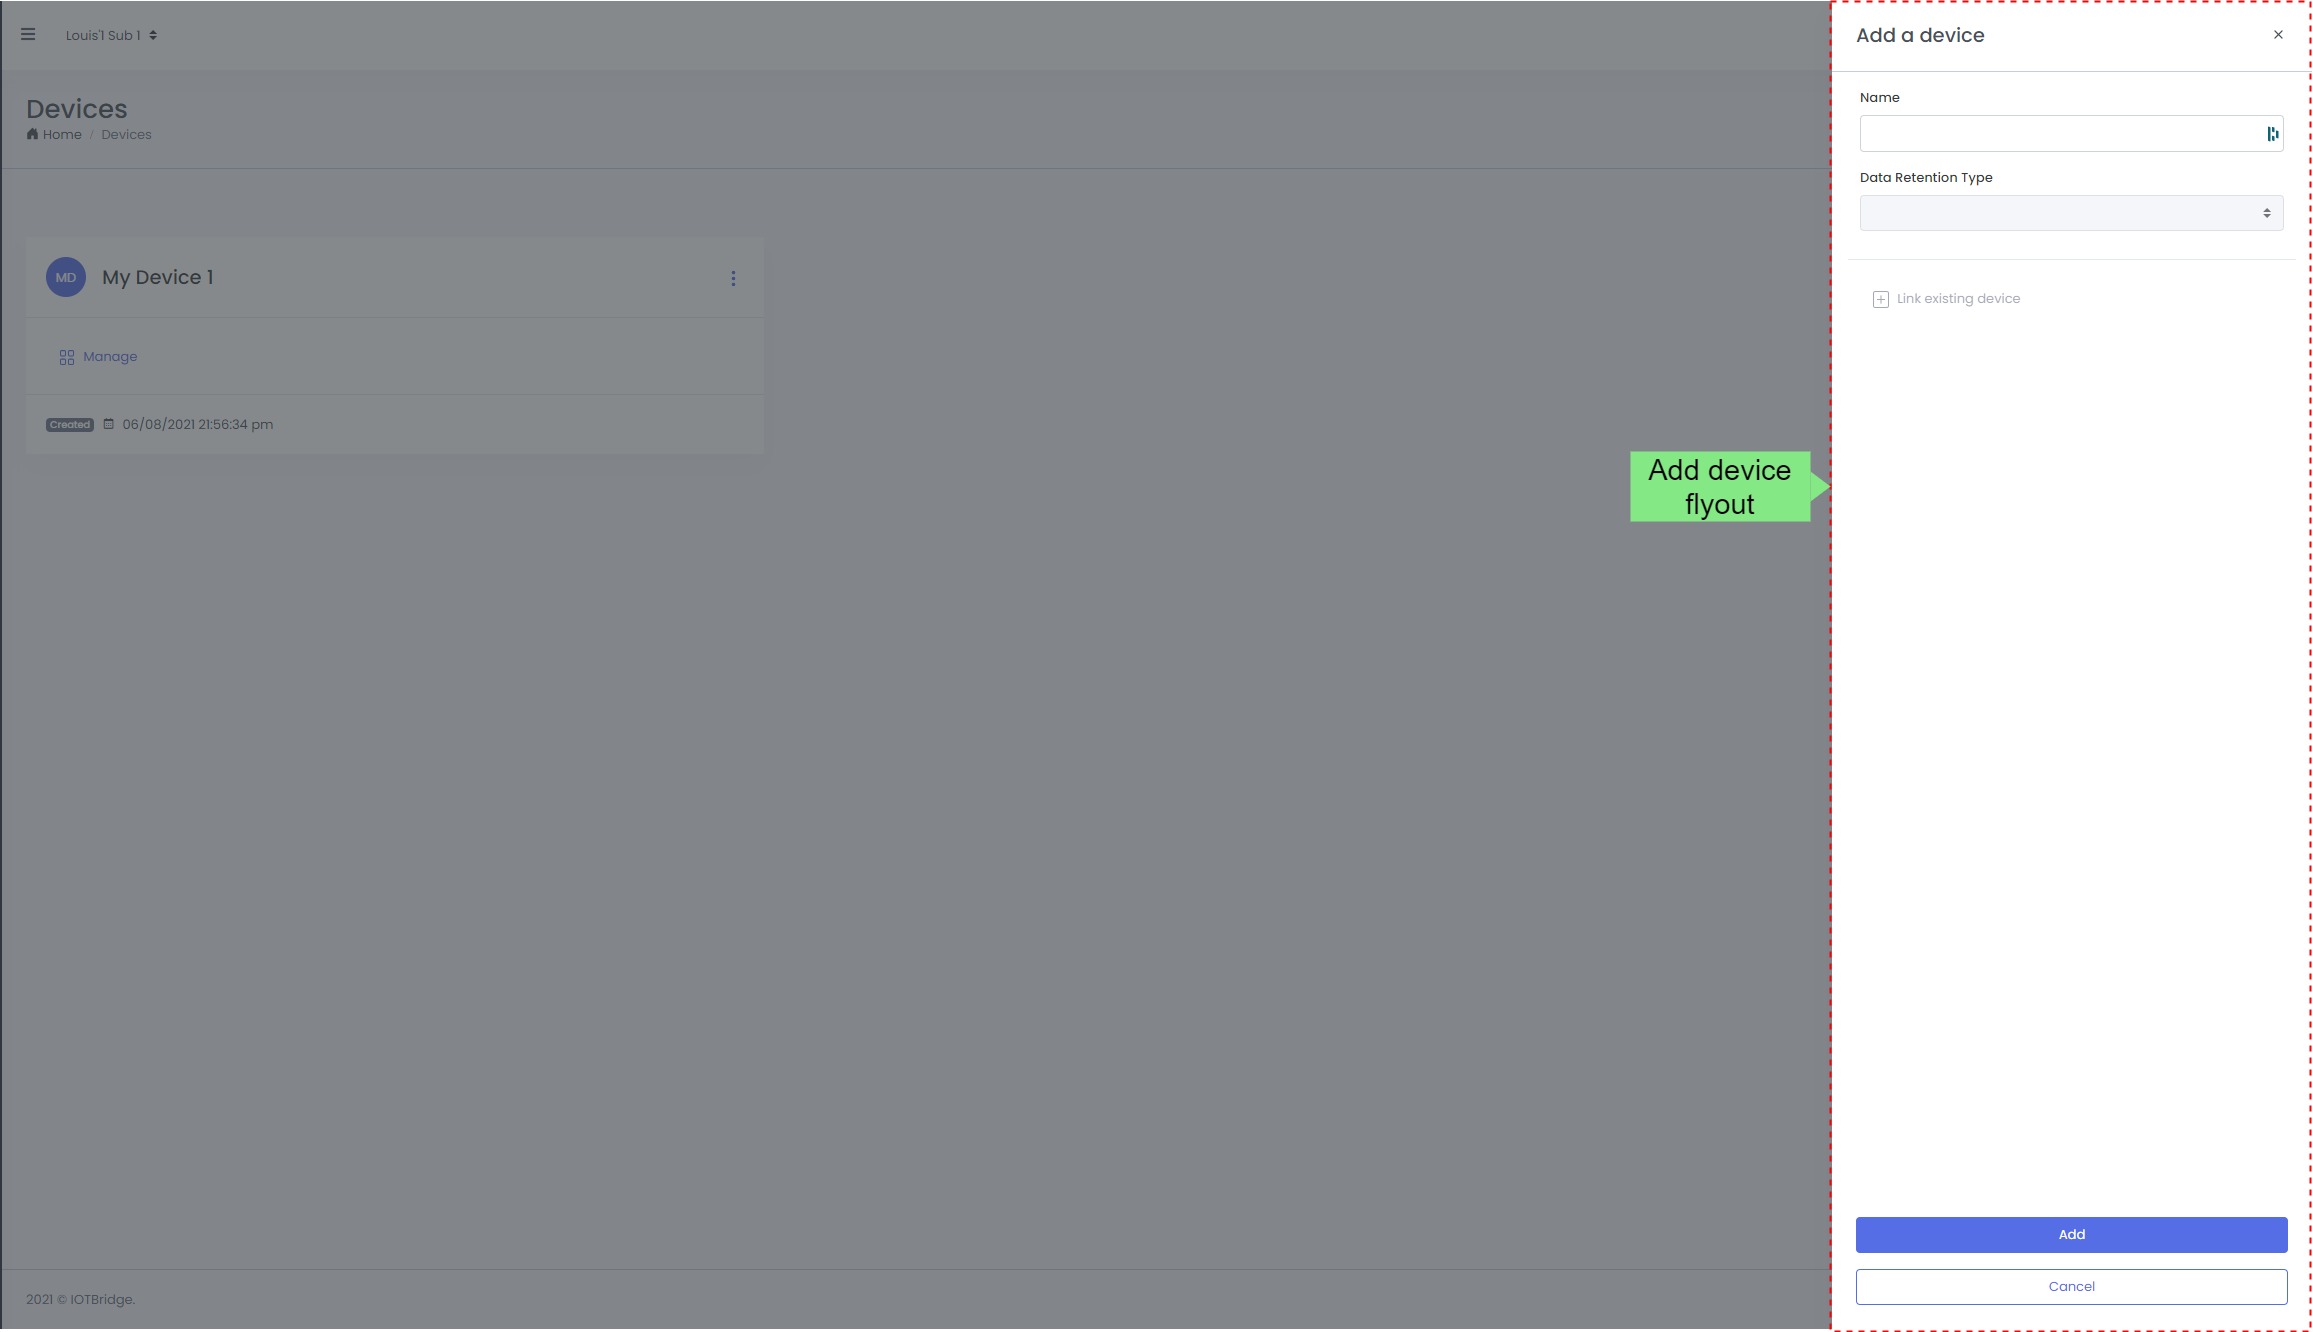 Louis'l Sub 1
Devices
Home / Devices
MD My Device 1
Manage
Created 06/08/2021 21:56:34 pm
2021 © IOTBridge.
Add device
flyout
Add a device
Name
Data Retention Type
Link existing device
Add
Cancel